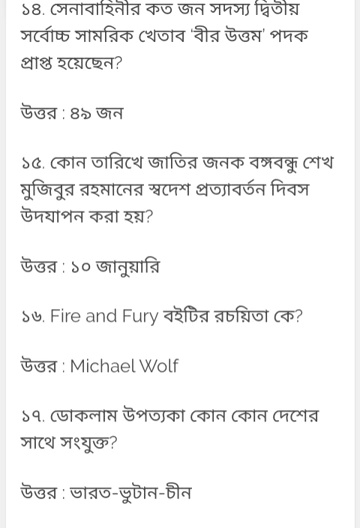 ১৪. সেনাবাহিনীর কত জন সদস্য দ্বিতীয়
সর্বোচ্চ সামরিক খেতাব 'বীর উত্তম' পদক
প্রাপ্ত হয়েছেন?
উত্তর : ৪৯ জন
১৫. কোন তারিখে জাতির জনক বঙ্গবন্ধু শেখ
মুজিবুর রহমানের স্বদেশ প্রত্যাবর্তন দিবস
উদযাপন করা হয়?
উত্তর : ১০ জানুয়ারি
১৬. Fire and Fury বইটির রচয়িতা কে?
উত্তর : Michael Wolf
১৭. ডোকলাম উপত্যকা কোন কোন দেশের
সাথে সংযুক্ত?
উত্তর : ভারত-ভুটান-চীন